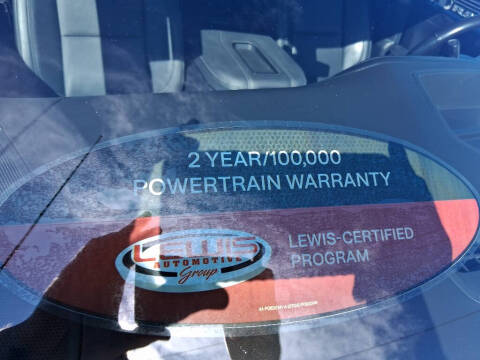 2 YEAR/100,000
POWERTRAIN WARRANTY
LEWIS
AUTOMOTIVE
Group
LEWIS-CERTIFIED
PROGRAM